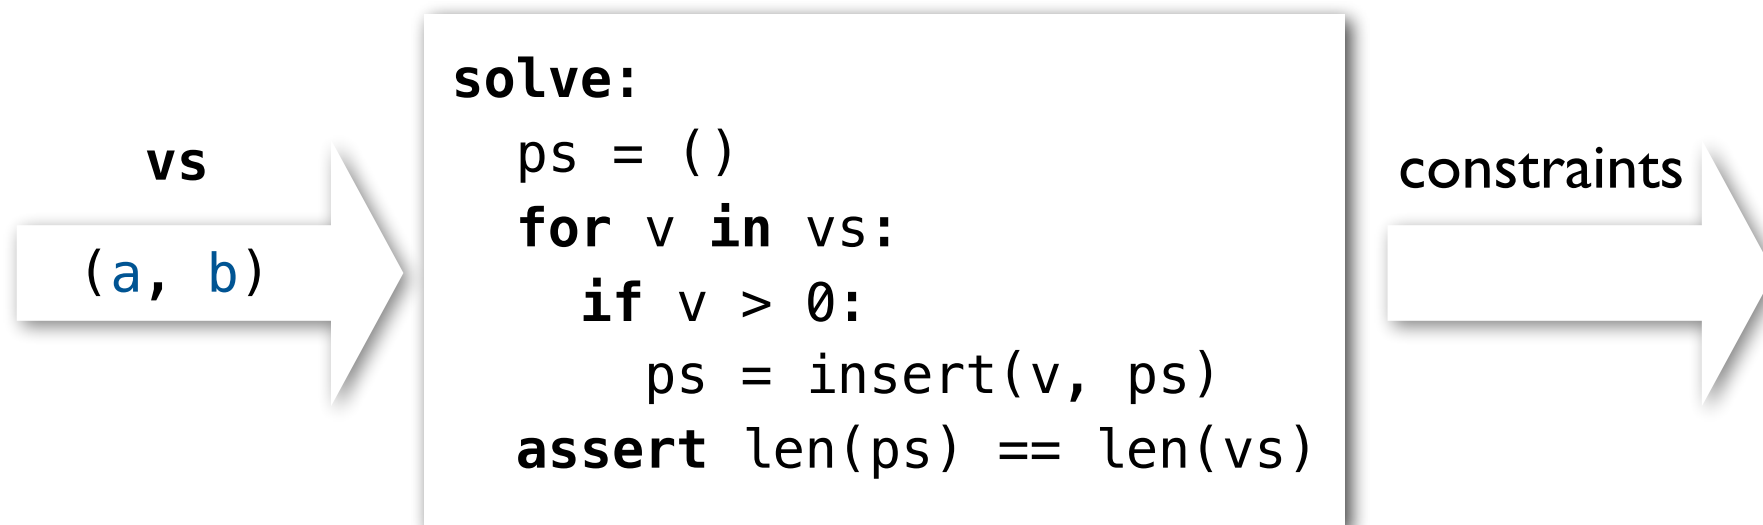 vs
(a, b)
solve:
  ps = ()
  for v in vs:
    if v > 0:
      ps = insert(v, ps)
  assert len(ps) == len(vs)
constraints